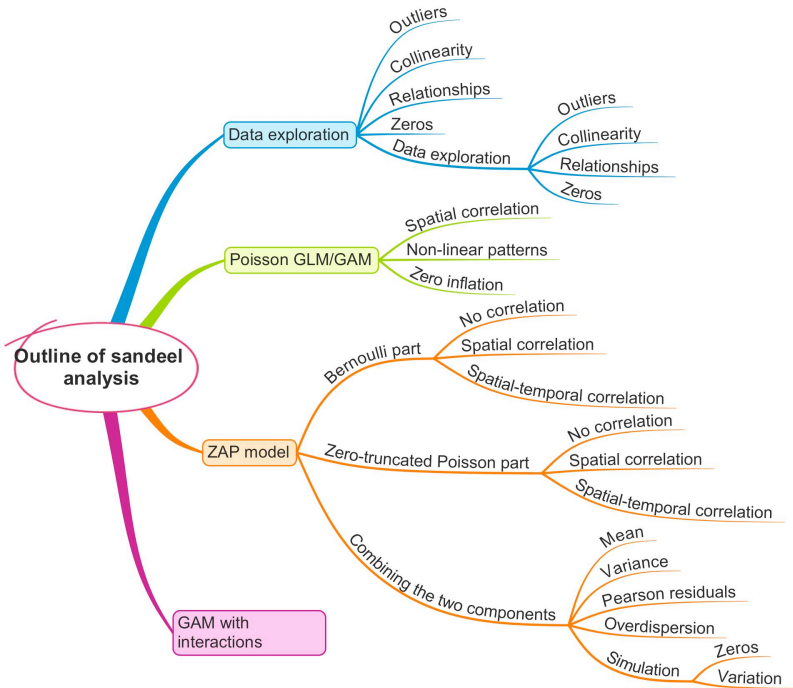 Outline of sandeel
analysis
Data exploration
Outliers
Collinearity
Relationships
Zeros
Data exploration
Outliers
Collinearity
Relationships
Zeros
Poisson GLM/GAM
Spatial correlation
Non-linear patterns
Zero inflation
ZAP model
Bernoulli part
No correlation
Spatial correlation
Spatial-temporal correlation
Zero-truncated Poisson part
No correlation
Spatial correlation
Spatial-temporal correlation
Combining the two components
Mean
Variance
Pearson residuals
Overdispersion
Simulation
Zeros
Variation
GAM with
interactions